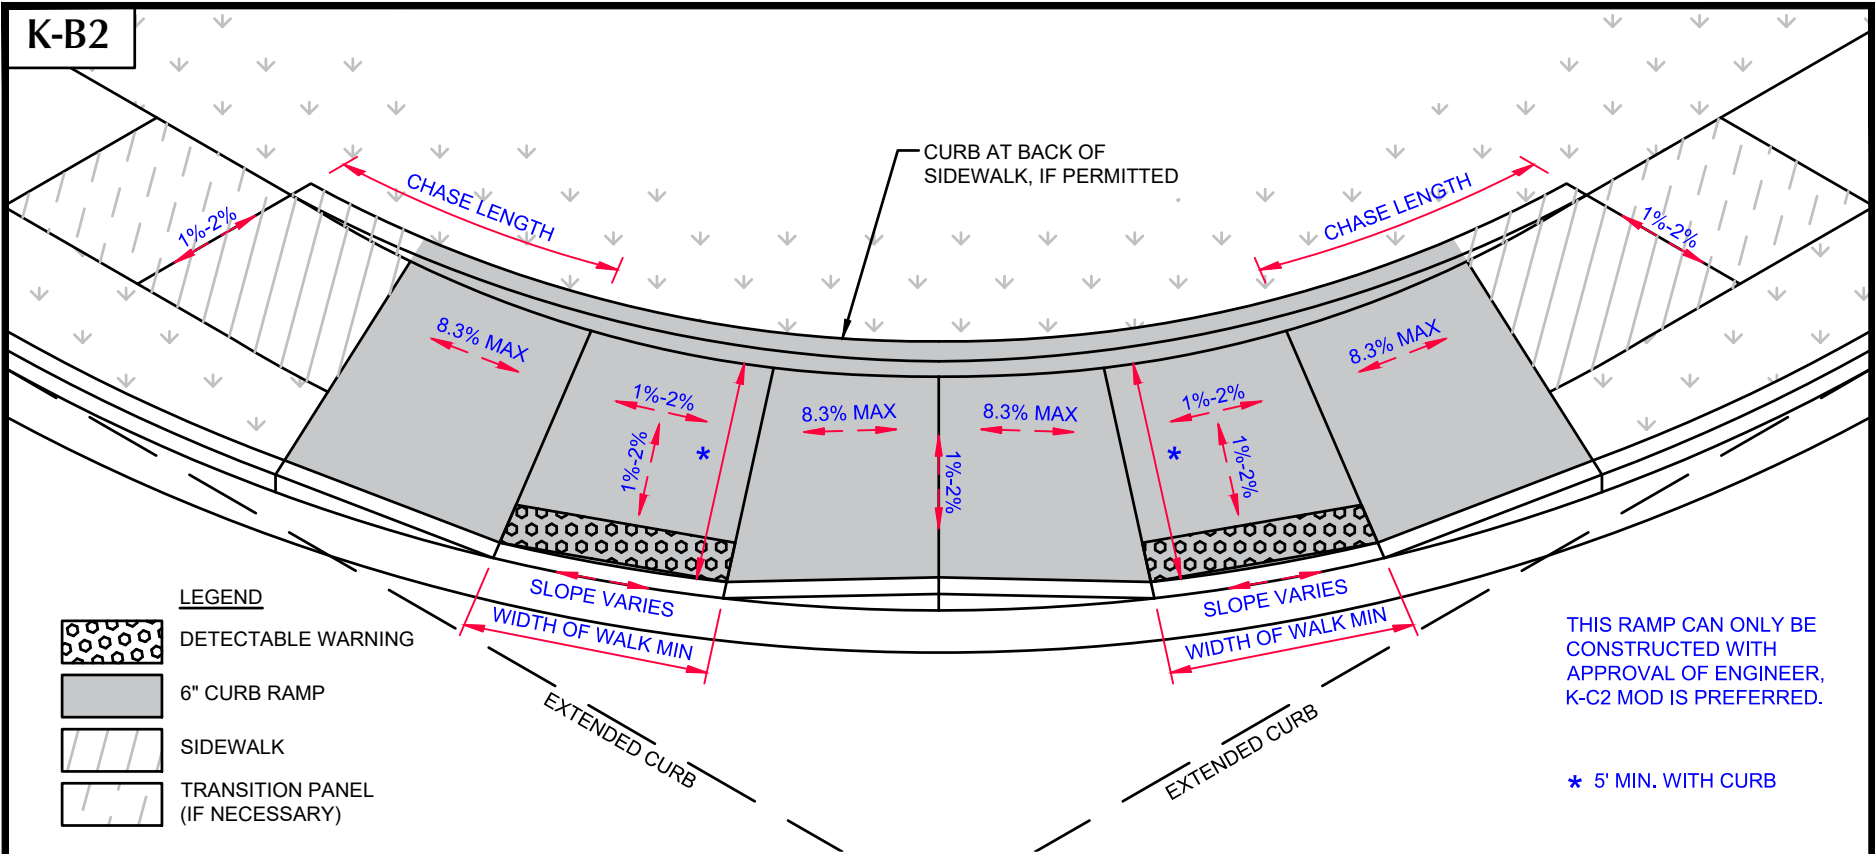 K-B2
CURB AT BACK OF
SIDEWALK, IF PERMITTED
CHASE LENGTH
CHASE LENGTH
1%-2%
1%-2%
8.3% MAX
8.3% MAX
1%-2%
1%-2%
8.3% MAX
8.3% MAX
1%-2%
*
1%-2%
*
1%-2%
1%-2%
SLOPE VARIES
SLOPE VARIES
WIDTH OF WALK MIN
WIDTH OF WALK MIN
EXTENDED CURB
EXTENDED CURB
LEGEND
DETECTABLE WARNING
6" CURB RAMP
SIDEWALK
TRANSITION PANEL
(IF NECESSARY)
THIS RAMP CAN ONLY BE
CONSTRUCTED WITH
APPROVAL OF ENGINEER,
K-C2 MOD IS PREFERRED.
* 5' MIN. WITH CURB